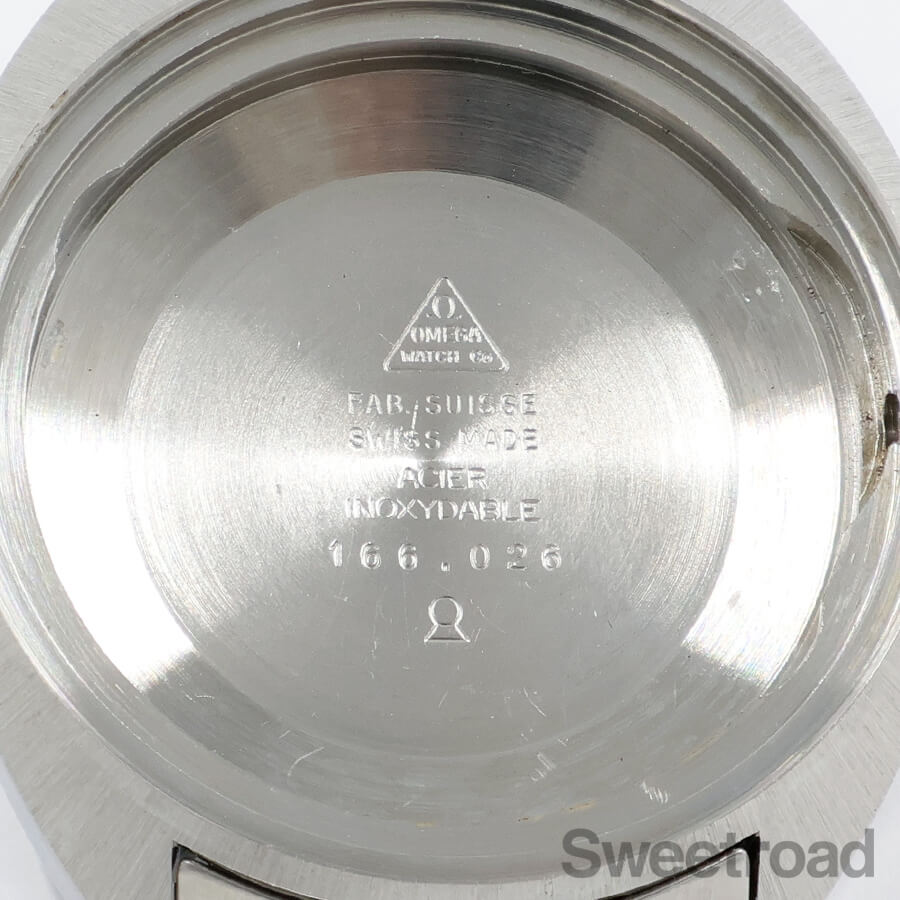 Ω
OMEGA
WATCH Co
FAB. SUISSE
SWISS MADE
ACIER
INOXYDABLE
166.026
Sweetroad